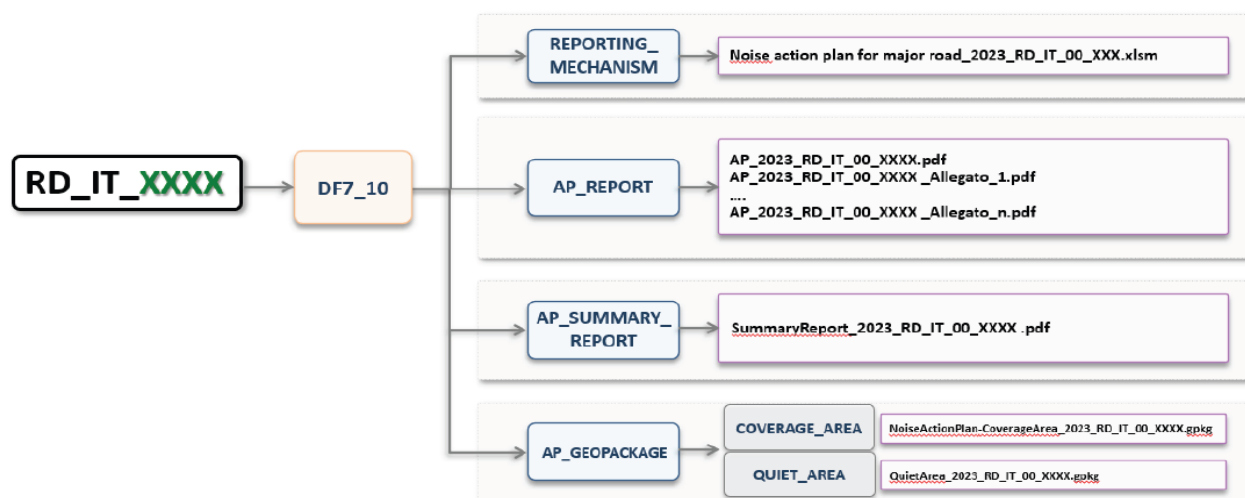 REPORTING_
MECHANISM
Noise action plan for major road_2023_RD_IT_00_XXX.xlsm
RD_IT_XXXX
DF7_10
AP_REPORT
AP_2023_RD_IT_00_XXXX.pdf
AP_2023_RD_IT_00_XXXX _Allegato_1.pdf
....
AP_2023_RD_IT_00_XXXX _Allegato_n.pdf
AP_SUMMARY_
REPORT
SummaryReport_2023_RD_IT_00_XXXX .pdf
AP_GEOPACKAGE
COVERAGE_AREA
NoiseActionPlan-CoverageArea_2023_RD_IT_00_XXXX.gpkg
QUIET_AREA
QuietArea_2023_RD_IT_00_XXXX.gpkg